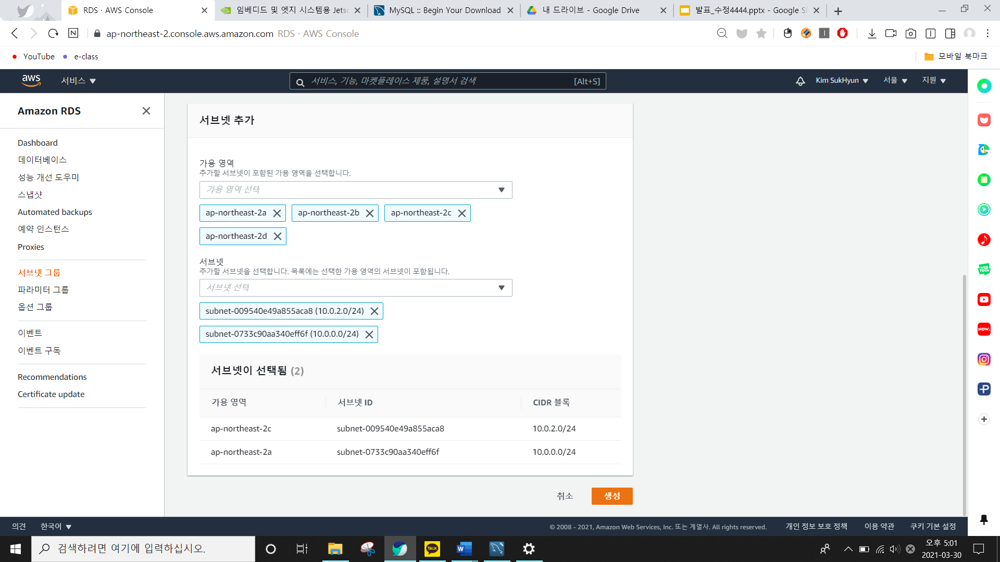 RDS · AWS Console
임베디드 및 엣지 시스템용 Jetso
MySQL :: Begin Your Download
내 드라이브 - Google Drive
발표_수정4444.pptx - Google Sl
ap-northeast-2.console.aws.amazon.com RDS · AWS Console
YouTube
e-class
모바일 북마크
aws
서비스
서비스, 기능, 마켓플레이스 제품, 설명서 검색
[Alt+S]
Kim SukHyun
서울
지원
Amazon RDS
Dashboard
데이터베이스
성능 개선 도우미
스냅샷
Automated backups
예약 인스턴스
Proxies
서브넷 그룹
파라미터 그룹
옵션 그룹
이벤트
이벤트 구독
Recommendations
Certificate update
서브넷 추가
가용 영역
추가할 서브넷이 포함된 가용 영역을 선택합니다.
가용 영역 선택
ap-northeast-2a
ap-northeast-2b
ap-northeast-2c
ap-northeast-2d
서브넷
추가할 서브넷을 선택합니다. 목록에는 선택한 가용 영역의 서브넷이 포함됩니다.
서브넷 선택
subnet-009540e49a855aca8 (10.0.2.0/24)
subnet-0733c90aa340eff6f (10.0.0.0/24)
서브넷이 선택됨 (2)
가용 영역 서브넷 ID CIDR 블록
ap-northeast-2c subnet-009540e49a855aca8 10.0.2.0/24
ap-northeast-2a subnet-0733c90aa340eff6f 10.0.0.0/24
취소
생성
WEB
TOON
NOW.
의견
한국어
© 2008 - 2021, Amazon Web Services, Inc. 또는 계열사. All rights reserved.
개인 정보 보호 정책
이용 약관
쿠키 기본 설정
검색하려면 여기에 입력하십시오.
TALK
오후 5:01
2021-03-30